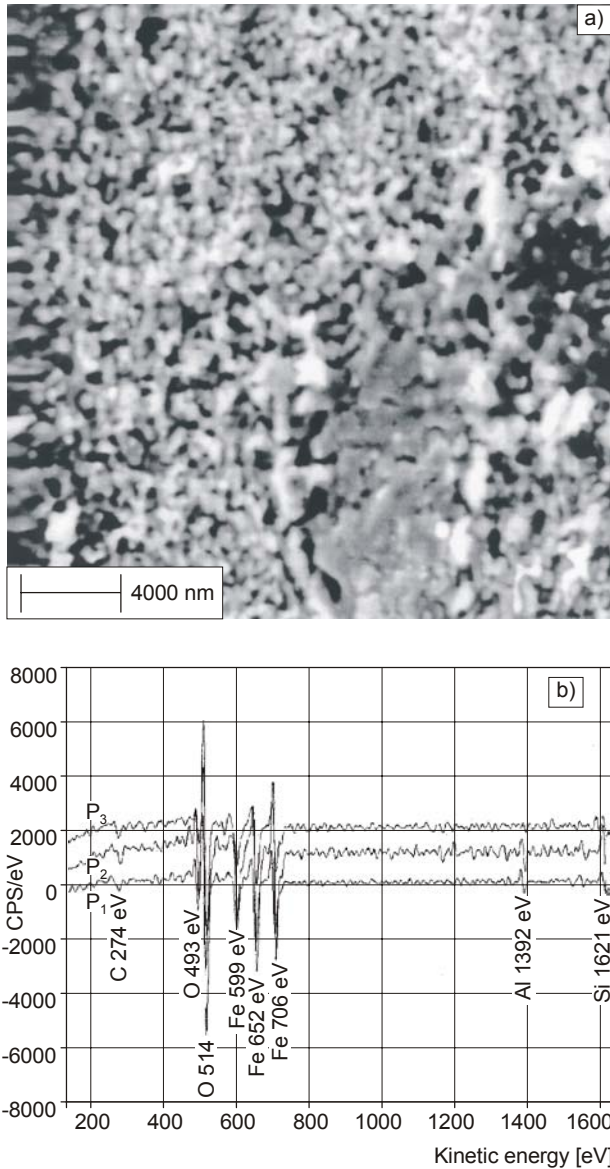 a)
4000 nm
b)
8000
6000
4000
2000
0
-2000
-4000
-6000
-8000
CPS/eV
P3
P2
P1
C 274 eV
O 493 eV
O 514
Fe 599 eV
Fe 652 eV
Fe 706 eV
Al 1392 eV
Si 1621 eV
200 400 600 800 1000 1200 1400 1600
Kinetic energy [eV]